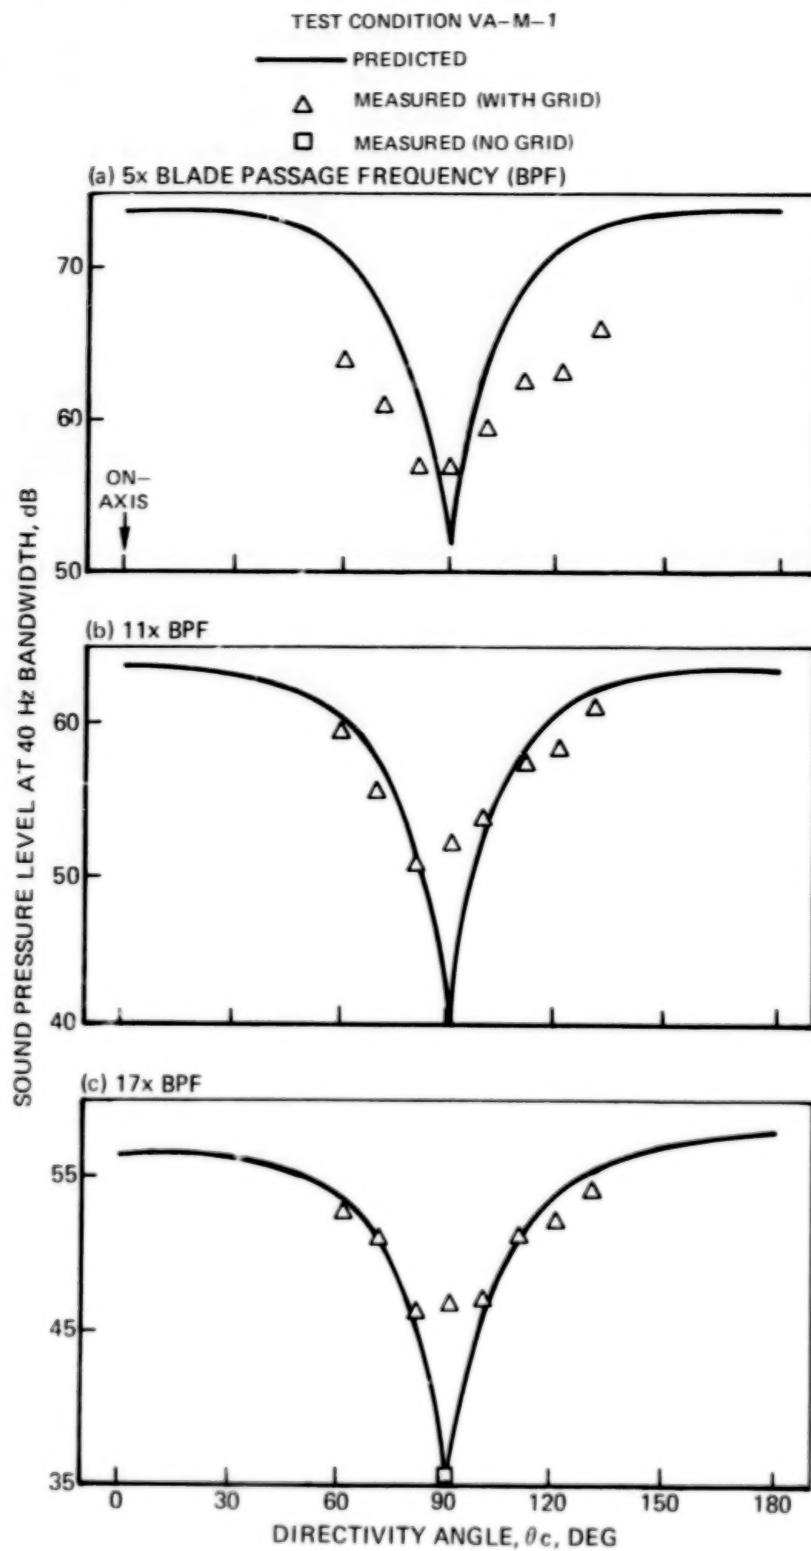 TEST CONDITION VA-M-1
PREDICTED
MEASURED (WITH GRID)
MEASURED (NO GRID)
(a) 5x BLADE PASSAGE FREQUENCY (BPF)
70
60
50
ON-
AXIS
(b) 11x BPF
60
50
40
(c) 17x BPF
55
45
35
0 30 60 90 120 150 180
SOUND PRESSURE LEVEL AT 40 Hz BANDWIDTH, dB
DIRECTIVITY ANGLE, θc, DEG